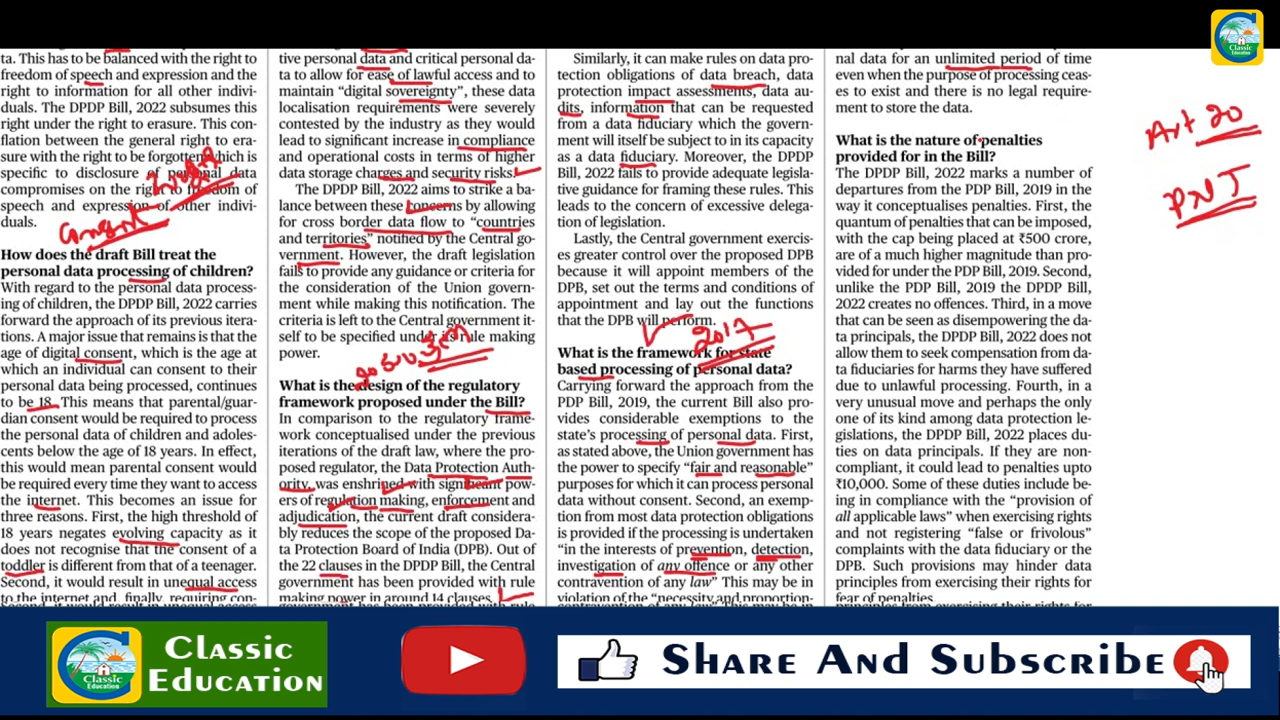 ta. This has to be balanced with the right to
freedom of speech and expression and the
right to information for all other indivi-
duals. The DPDP Bill, 2022 subsumes this
right under the right to erasure. This con-
flation between the general right to era-
sure with the right to be forgotten which is
specific to disclosure of personal data
compromises on the right to freedom of
speech and expression of other indivi-
duals.
How does the draft Bill treat the
personal data processing of children?
With regard to the personal data process-
ing of children, the DPDP Bill, 2022 carries
forward the approach of its previous itera-
tions. A major issue that remains is that the
age of digital consent, which is the age at
which an individual can consent to their
personal data being processed, continues
to be 18. This means that parental/guar-
dian consent would be required to process
the personal data of children and adoles-
cents below the age of 18 years. In effect,
this would mean parental consent would
be required every time they want to access
the internet. This becomes an issue for
three reasons. First, the high threshold of
18 years negates evolving capacity as it
does not recognise that the consent of a
toddler is different from that of a teenager.
Second, it would result in unequal access
to the internet and, finally, requiring con-
tive personal data and critical personal da-
ta to allow for ease of lawful access and to
maintain “digital sovereignty”, these data
localisation requirements were severely
contested by the industry as they would
lead to significant increase in compliance
and operational costs in terms of higher
data storage charges and security risks.
The DPDP Bill, 2022 aims to strike a ba-
lance between these concerns by allowing
for cross border data flow to “countries
and territories” notified by the Central go-
vernment. However, the draft legislation
fails to provide any guidance or criteria for
the consideration of the Union govern-
ment while making this notification. The
criteria is left to the Central government it-
self to be specified under its rule making
power.
What is the design of the regulatory
framework proposed under the Bill?
In comparison to the regulatory frame-
work conceptualised under the previous
iterations of the draft law, where the pro-
posed regulator, the Data Protection Auth-
ority, was enshrined with significant pow-
ers of regulation making, enforcement and
adjudication, the current draft considera-
bly reduces the scope of the proposed Da-
ta Protection Board of India (DPB). Out of
the 22 clauses in the DPDP Bill, the Central
government has been provided with rule
making power in around 14 clauses.
Similarly, it can make rules on data pro-
tection obligations of data breach, data
protection impact assessments, data au-
dits, information that can be requested
from a data fiduciary which the govern-
ment will itself be subject to in its capacity
as a data fiduciary. Moreover, the DPDP
Bill, 2022 fails to provide adequate legisla-
tive guidance for framing these rules. This
leads to the concern of excessive delega-
tion of legislation.
Lastly, the Central government exercis-
es greater control over the proposed DPB
because it will appoint members of the
DPB, set out the terms and conditions of
appointment and lay out the functions
that the DPB will perform.
What is the framework for state
based processing of personal data?
Carrying forward the approach from the
PDP Bill, 2019, the current Bill also pro-
vides considerable exemptions to the
state’s processing of personal data. First,
as stated above, the Union government has
the power to specify “fair and reasonable”
purposes for which it can process personal
data without consent. Second, an exemp-
tion from most data protection obligations
is provided if the processing is undertaken
“in the interests of prevention, detection,
investigation of any offence or any other
contravention of any law” This may be in
violation of the “necessity and proportion-
nal data for an unlimited period of time
even when the purpose of processing ceas-
es to exist and there is no legal require-
ment to store the data.
What is the nature of penalties
provided for in the Bill?
The DPDP Bill, 2022 marks a number of
departures from the PDP Bill, 2019 in the
way it conceptualises penalties. First, the
quantum of penalties that can be imposed,
with the cap being placed at ₹500 crore,
are of a much higher magnitude than pro-
vided for under the PDP Bill, 2019. Second,
unlike the PDP Bill, 2019 the DPDP Bill,
2022 creates no offences. Third, in a move
that can be seen as disempowering the da-
ta principals, the DPDP Bill, 2022 does not
allow them to seek compensation from da-
ta fiduciaries for harms they have suffered
due to unlawful processing. Fourth, in a
very unusual move and perhaps the only
one of its kind among data protection le-
gislations, the DPDP Bill, 2022 places du-
ties on data principals. If they are non-
compliant, it could lead to penalties upto
₹10,000. Some of these duties include be-
ing in compliance with the “provision of
all applicable laws” when exercising rights
and not registering “false or frivolous”
complaints with the data fiduciary or the
DPB. Such provisions may hinder data
principles from exercising their rights for
fear of penalties.
Art 20
PNJ
consent
2017
Classic
Education
Classic
Education
Classic
Education
Share And Subscribe